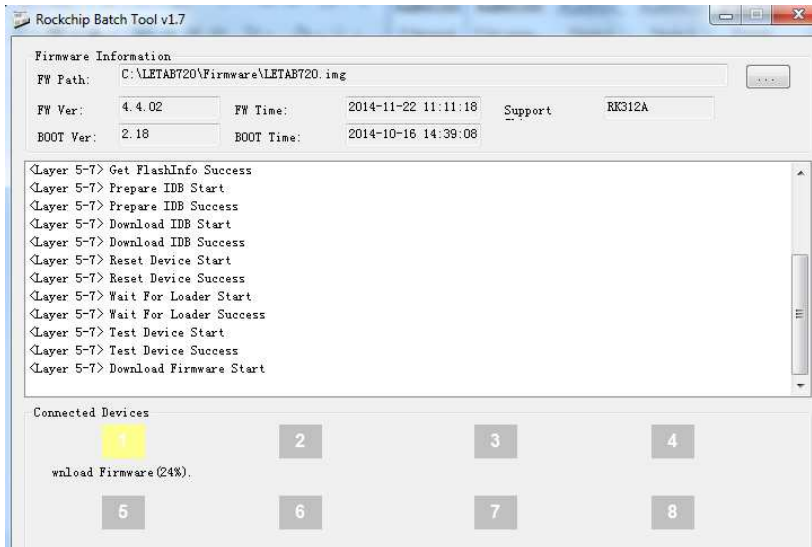 Rockchip Batch Tool v1.7
Firmware Information
FW Path: C:\LETAB720\Firmware\LETAB720.img ...
FW Ver: 4.4.02 FW Time: 2014-11-22 11:11:18 Support RK312A
BOOT Ver: 2.18 BOOT Time: 2014-10-16 14:39:08
<Layer 5-7> Get FlashInfo Success
<Layer 5-7> Prepare IDB Start
<Layer 5-7> Prepare IDB Success
<Layer 5-7> Download IDB Start
<Layer 5-7> Download IDB Success
<Layer 5-7> Reset Device Start
<Layer 5-7> Reset Device Success
<Layer 5-7> Wait For Loader Start
<Layer 5-7> Wait For Loader Success
<Layer 5-7> Test Device Start
<Layer 5-7> Test Device Success
<Layer 5-7> Download Firmware Start
Connected Devices
1 2 3 4
wnload Firmware(24%).
5 6 7 8